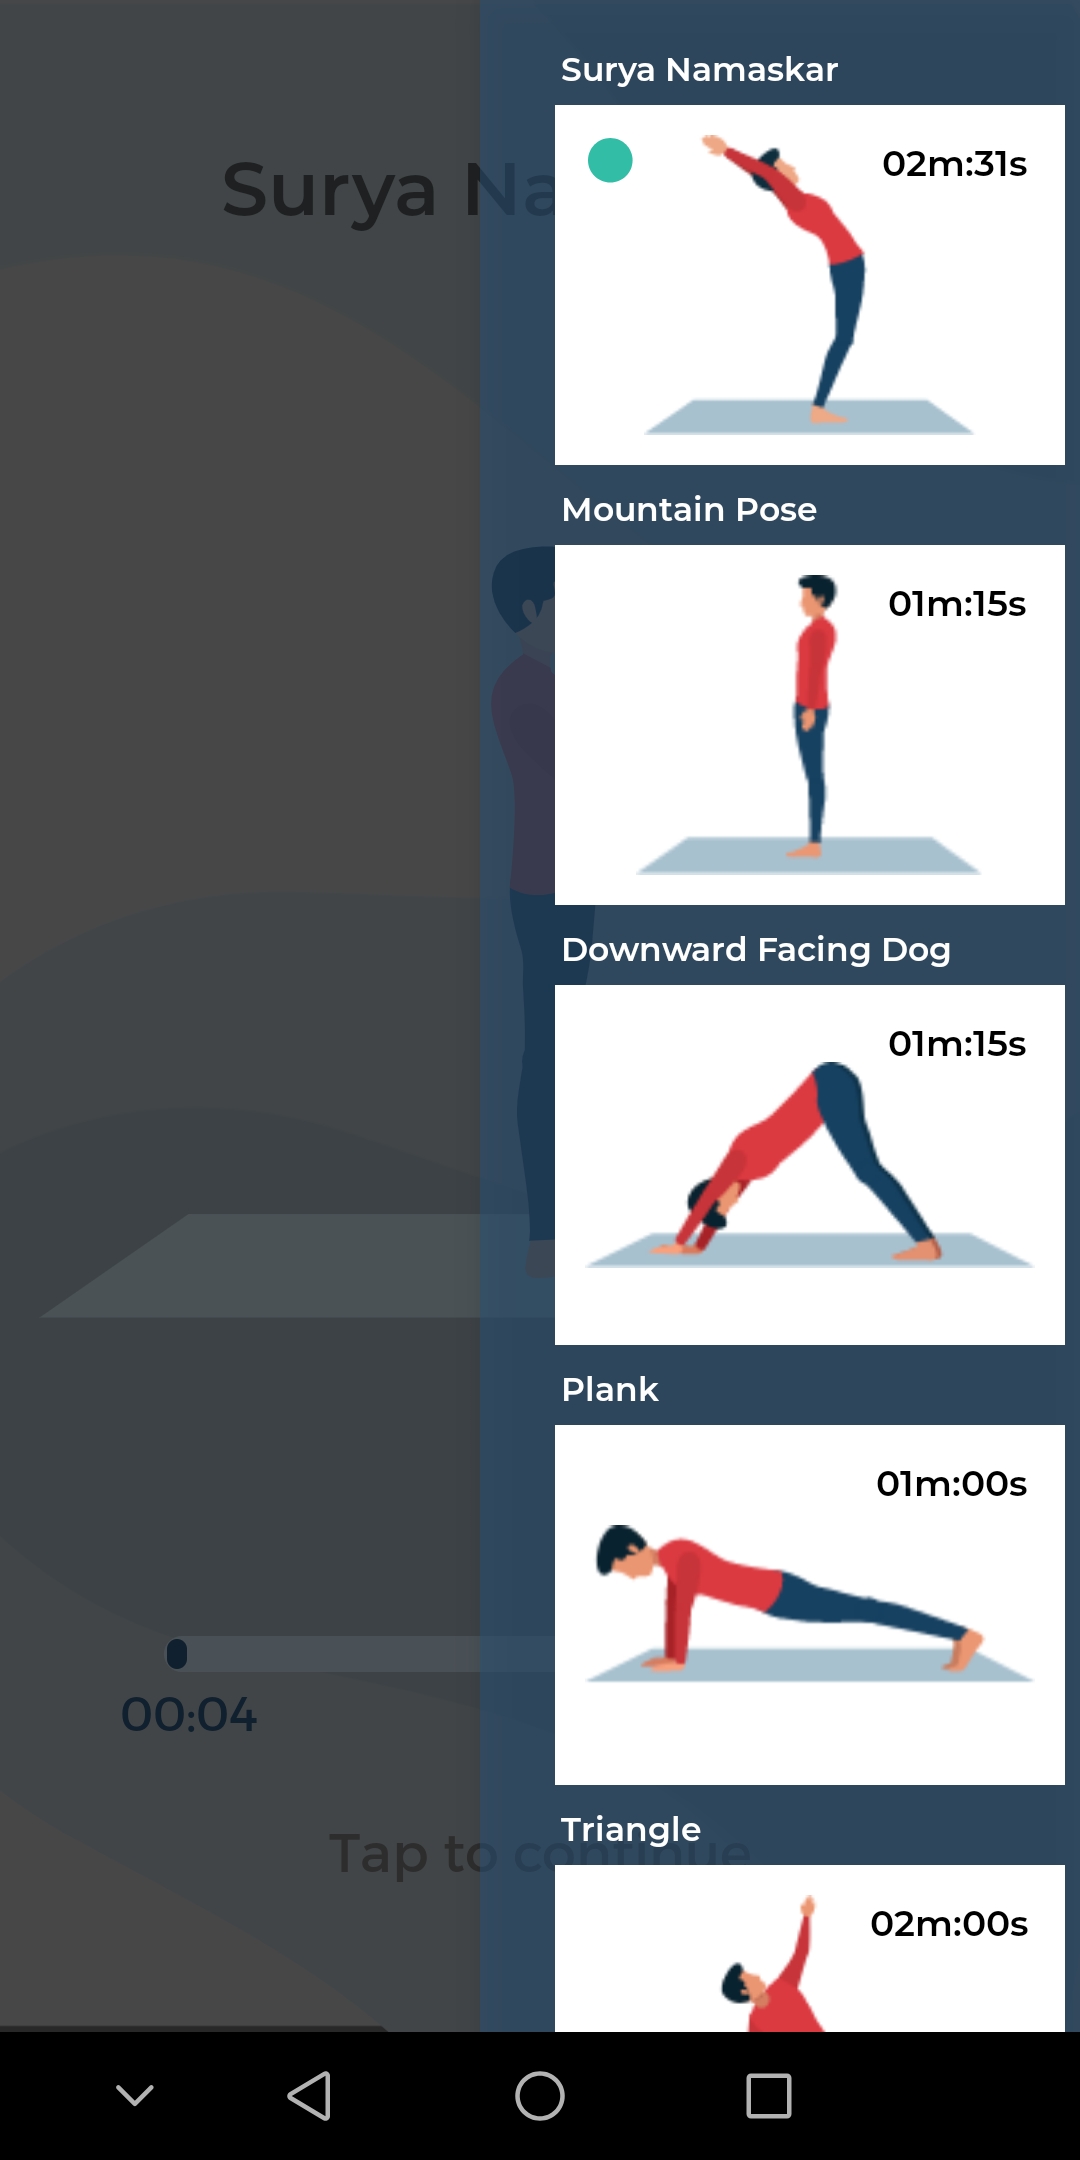 Surya Namaskar
02m:31s
Surya Na
Mountain Pose
01m:15s
Downward Facing Dog
01m:15s
Plank
01m:00s
00:04
Triangle
Tap to continue
02m:00s